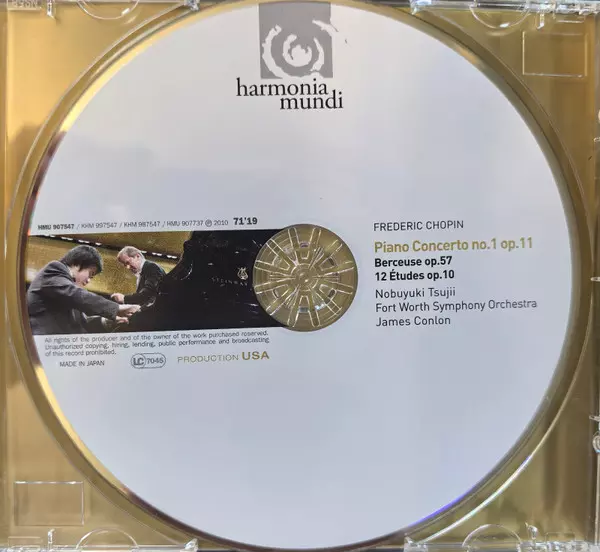 harmonia
mundi
HMU 907547 / KHM 997547 / KHM 987547 / HMU 907737 ℗ 2010 71'19
STEINWAY
All rights of the producer and of the owner of the work purchased reserved.
Unauthorized copying, hiring, lending, public performance and broadcasting
of this record prohibited.
MADE IN JAPAN
LC 7045
PRODUCTION USA
FREDERIC CHOPIN
Piano Concerto no.1 op.11
Berceuse op.57
12 Études op.10
Nobuyuki Tsujii
Fort Worth Symphony Orchestra
James Conlon